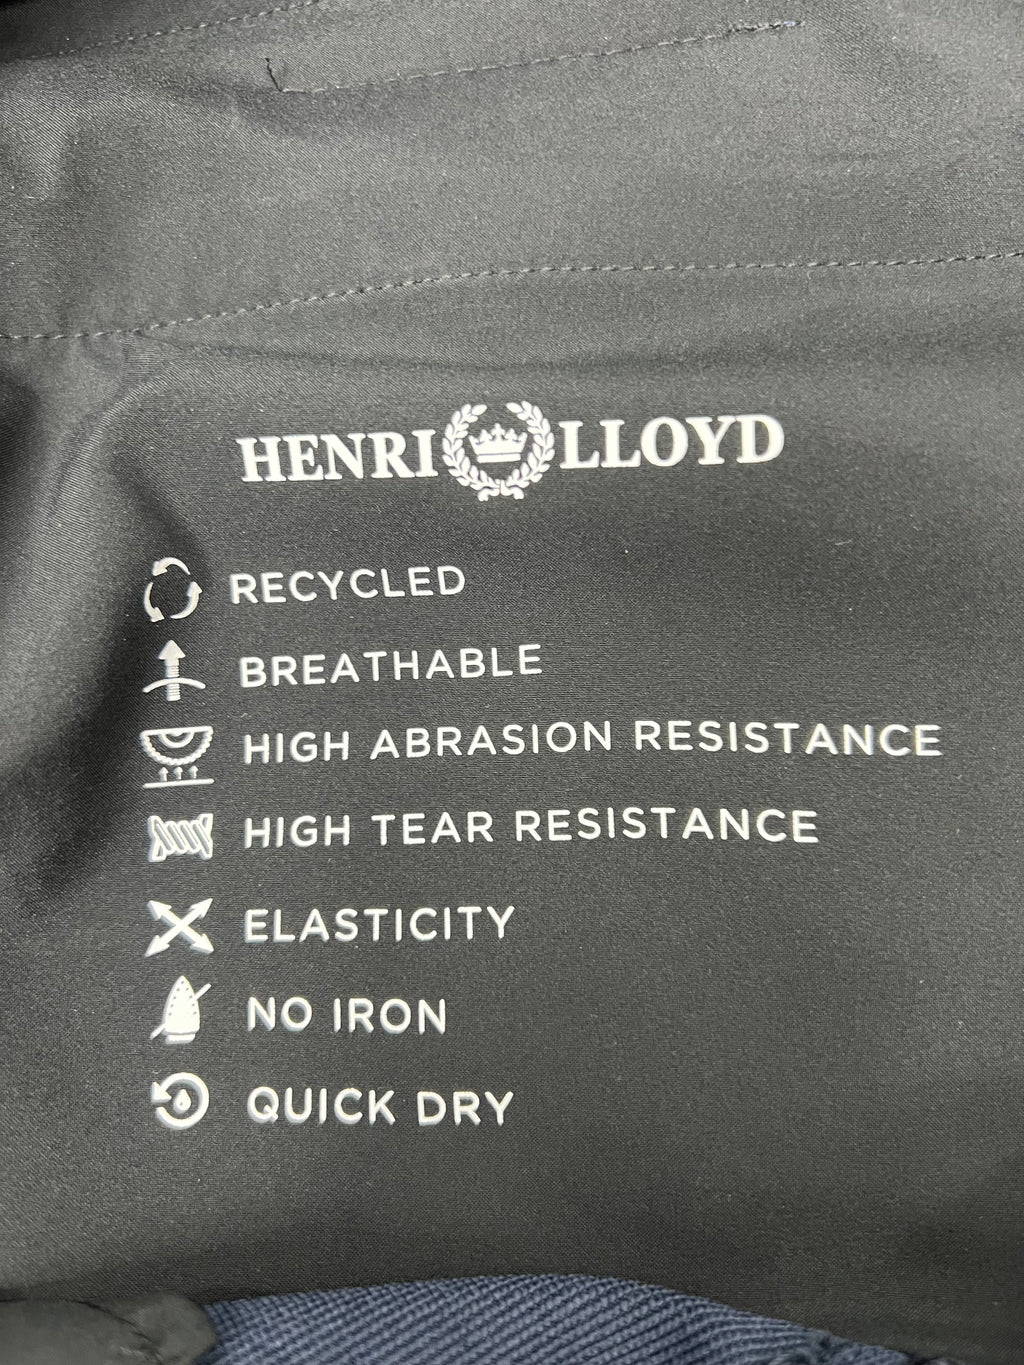 HENRI LLOYD
RECYCLED
BREATHABLE
HIGH ABRASION RESISTANCE
HIGH TEAR RESISTANCE
ELASTICITY
NO IRON
QUICK DRY